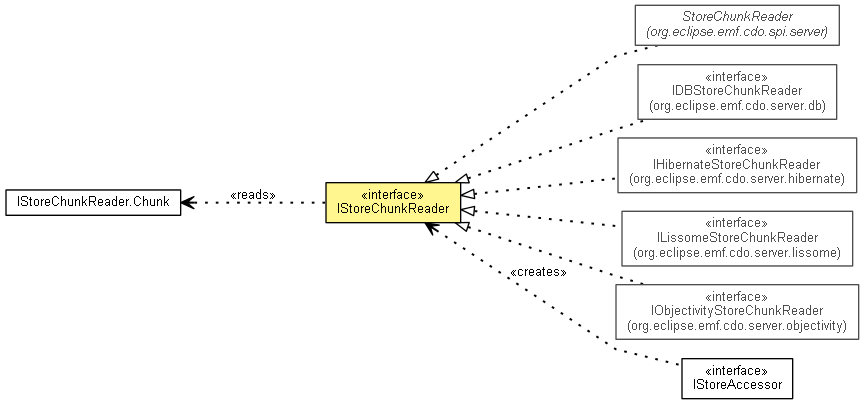 StoreChunkReader
(org.eclipse.emf.cdo.spi.server)
«interface»
IDBStoreChunkReader
(org.eclipse.emf.cdo.server.db)
«interface»
IHibernateStoreChunkReader
(org.eclipse.emf.cdo.server.hibernate)
IStoreChunkReader.Chunk
«reads»
«interface»
IStoreChunkReader
«interface»
ILissomeStoreChunkReader
(org.eclipse.emf.cdo.server.lissome)
«creates»
«interface»
IObjectivityStoreChunkReader
(org.eclipse.emf.cdo.server.objectivity)
«interface»
IStoreAccessor